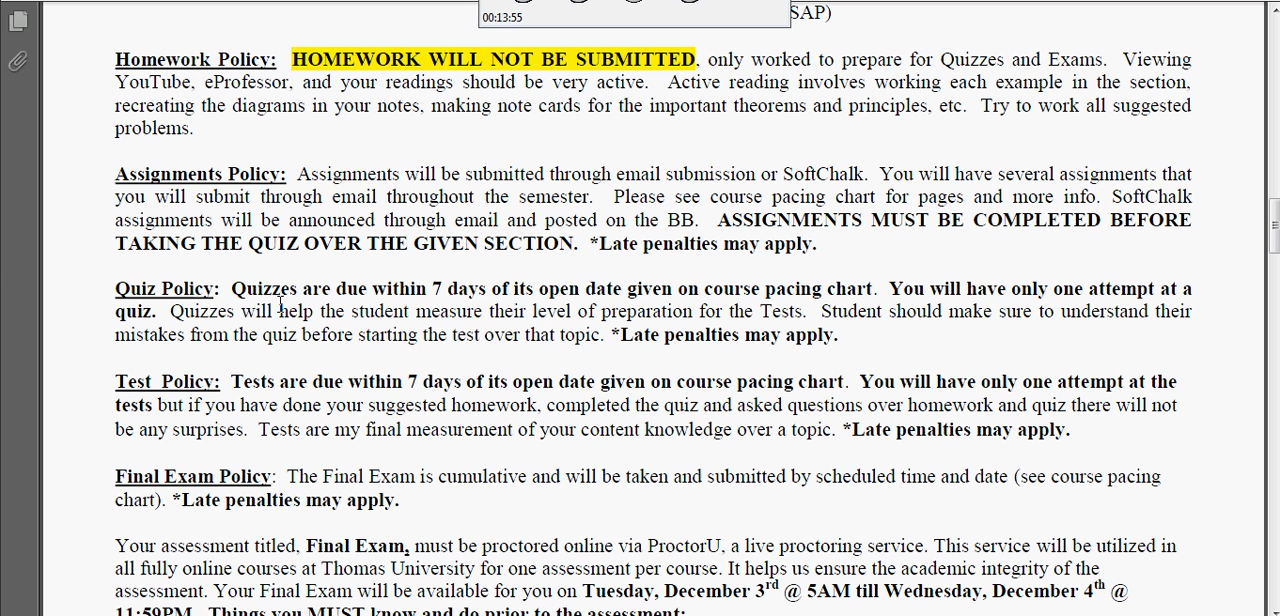 00:13:55
SAP)
Homework Policy: HOMEWORK WILL NOT BE SUBMITTED, only worked to prepare for Quizzes and Exams. Viewing
YouTube, eProfessor, and your readings should be very active. Active reading involves working each example in the section,
recreating the diagrams in your notes, making note cards for the important theorems and principles, etc. Try to work all suggested
problems.
Assignments Policy: Assignments will be submitted through email submission or SoftChalk. You will have several assignments that
you will submit through email throughout the semester. Please see course pacing chart for pages and more info. SoftChalk
assignments will be announced through email and posted on the BB. ASSIGNMENTS MUST BE COMPLETED BEFORE
TAKING THE QUIZ OVER THE GIVEN SECTION. *Late penalties may apply.
Quiz Policy: Quizzes are due within 7 days of its open date given on course pacing chart. You will have only one attempt at a
quiz. Quizzes will help the student measure their level of preparation for the Tests. Student should make sure to understand their
mistakes from the quiz before starting the test over that topic. *Late penalties may apply.
Test Policy: Tests are due within 7 days of its open date given on course pacing chart. You will have only one attempt at the
tests but if you have done your suggested homework, completed the quiz and asked questions over homework and quiz there will not
be any surprises. Tests are my final measurement of your content knowledge over a topic. *Late penalties may apply.
Final Exam Policy: The Final Exam is cumulative and will be taken and submitted by scheduled time and date (see course pacing
chart). *Late penalties may apply.
Your assessment titled, Final Exam, must be proctored online via ProctorU, a live proctoring service. This service will be utilized in
all fully online courses at Thomas University for one assessment per course. It helps us ensure the academic integrity of the
assessment. Your Final Exam will be available for you on Tuesday, December 3rd @ 5AM till Wednesday, December 4th @
11:59PM. Things you MUST know and do prior to the assessment: